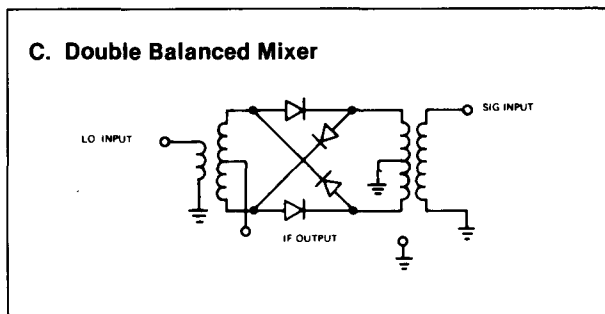 C. Double Balanced Mixer
SIG INPUT
LO INPUT
IF OUTPUT